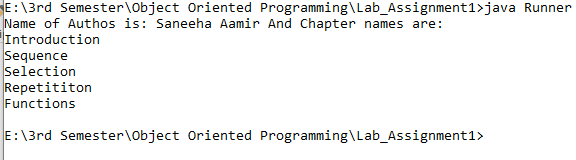 E:\3rd Semester\Object Oriented Programming\Lab_Assignment1>java Runner
Name of Authos is: Saneeha Aamir And Chapter names are:
Introduction
Sequence
Selection
Repetititon
Functions
E:\3rd Semester\Object Oriented Programming\Lab_Assignment1>